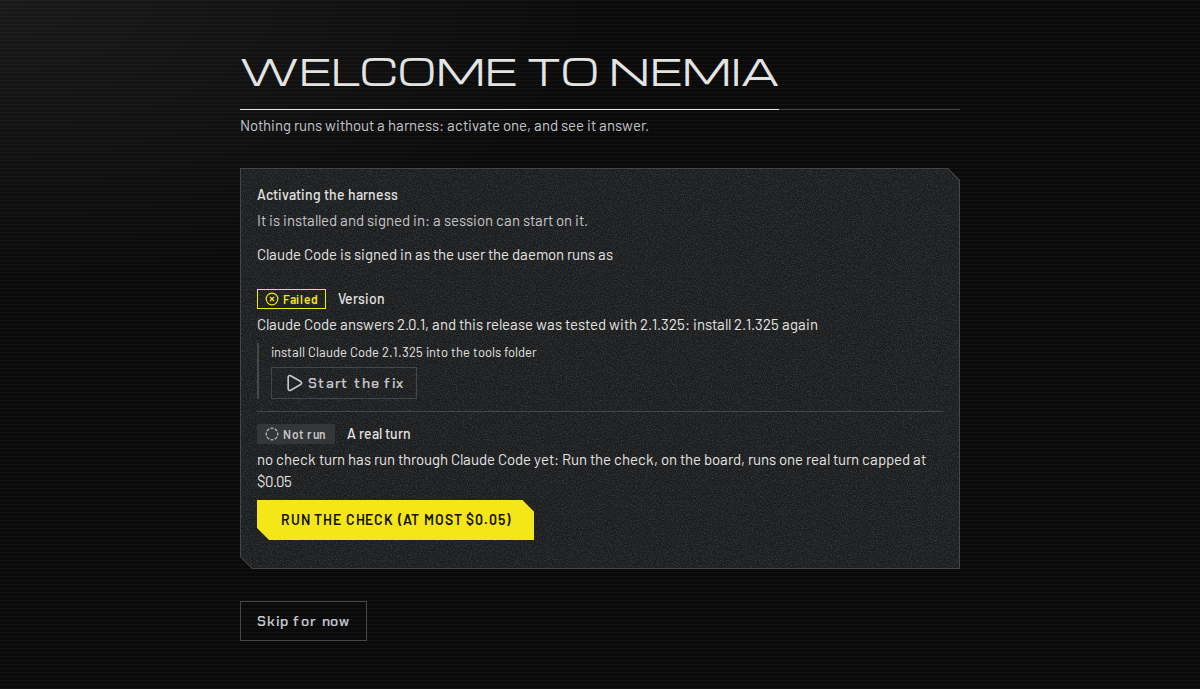 WELCOME TO NEMIA
Nothing runs without a harness: activate one, and see it answer.
Activating the harness
It is installed and signed in: a session can start on it.
Claude Code is signed in as the user the daemon runs as
Failed Version
Claude Code answers 2.0.1, and this release was tested with 2.1.325: install 2.1.325 again
install Claude Code 2.1.325 into the tools folder
Start the fix
Not run A real turn
no check turn has run through Claude Code yet: Run the check, on the board, runs one real turn capped at
$0.05
RUN THE CHECK (AT MOST $0.05)
Skip for now